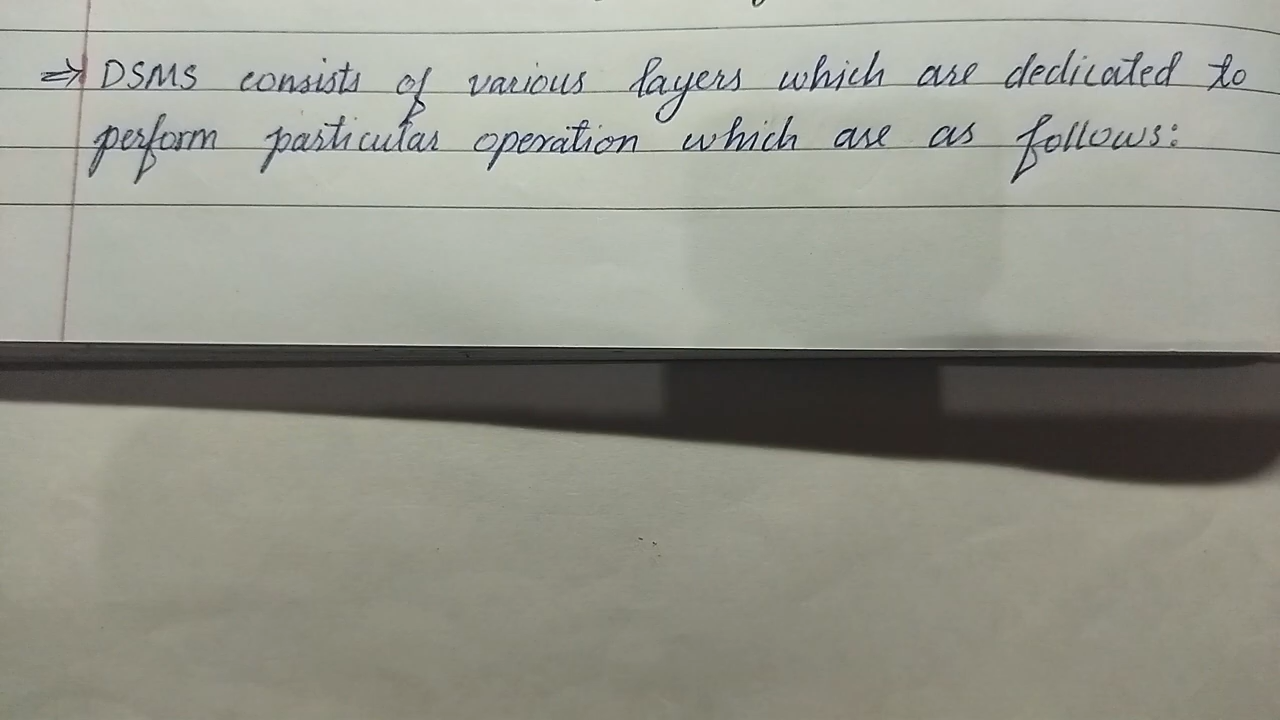 ⇒ DSMS consists of various layers which are dedicated to
perform particular operation which are as follows: